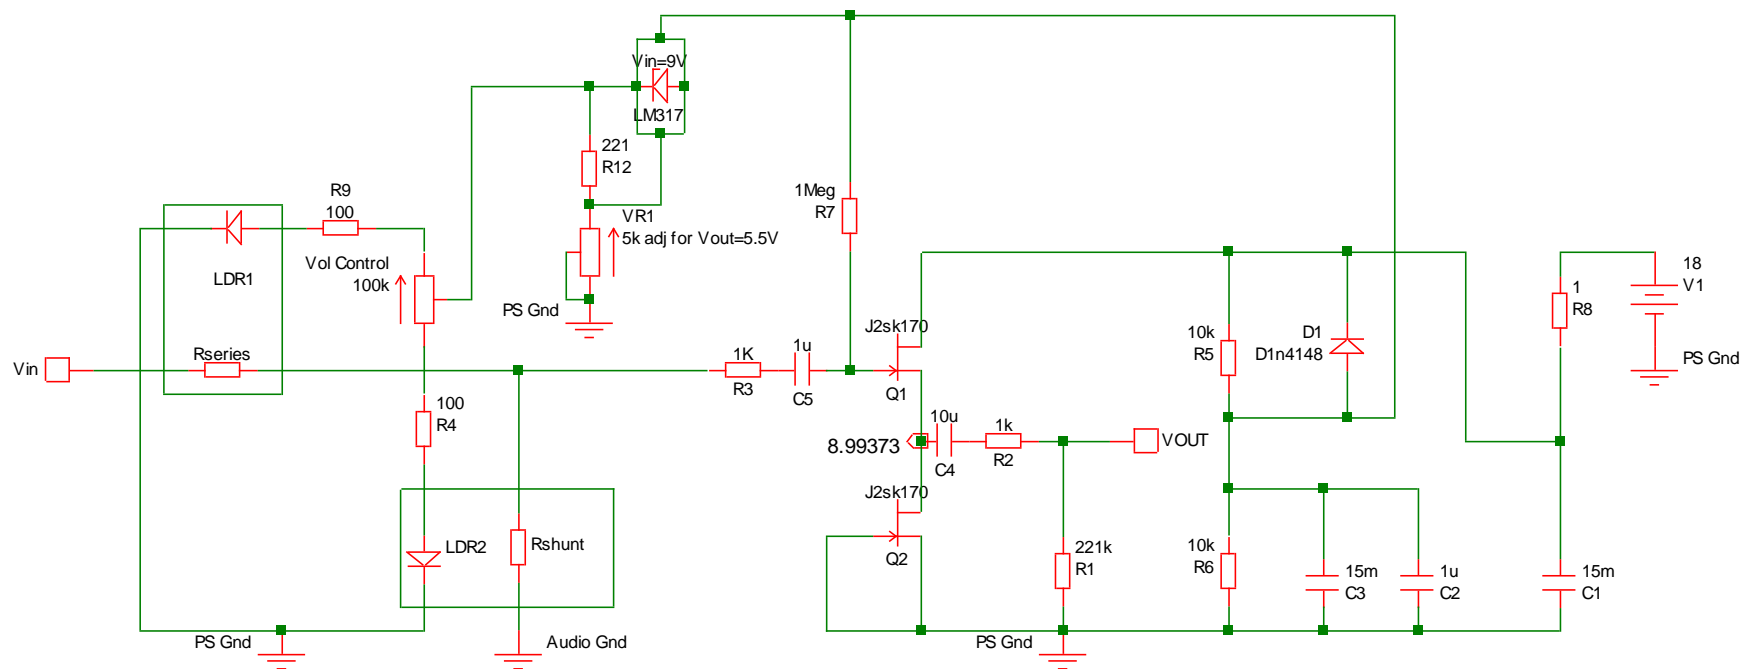 Vin=9V
LM317
221
R12
R9
100
1Meg
R7
VR1
5k adj for Vout=5.5V
LDR1
Vol Control
100k
18
V1
1
R8
PS Gnd
J2sk170
10k
R5
D1
D1n4148
Rseries
Vin
1K
R3
1u
C5
PS Gnd
Q1
100
R4
10u
C4
1k
R2
VOUT
8.99373
J2sk170
LDR2
Rshunt
Q2
221k
R1
10k
R6
15m
C3
1u
C2
15m
C1
PS Gnd
Audio Gnd
PS Gnd